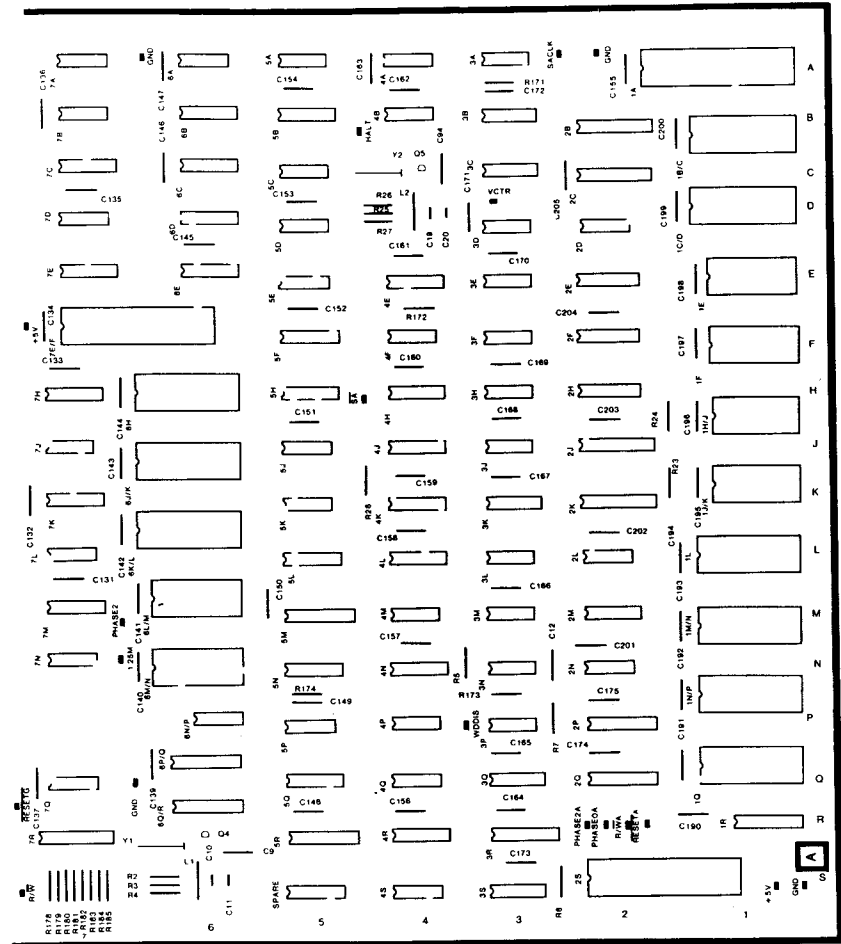 C136 7A GND 6A 5A C154 C163 4A C162 3A R171 C172 SACLK GND C155 1A A
7B C147 C146 6B 5B 4B HALT C94 3B 2B C200 1B/C B
7C C135 6C 5C C153 Y2 Q5 C171 3C VCTR C205 2C C
7D 6D C145 5D R26 R25 R27 L2 C19 C20 C161 3D C170 2D C199 1C/D D
7E 6E 5E C152 4E R172 3E 2E C204 C198 1E E
+5V C134 7E/F C133 5F 4F C160 3F C169 2F C197 1F F
7H C144 6H 5H C151 SA 4H 3H C168 2H C203 R24 C196 1H/J H
7J C143 6J/K 5J 4J C159 3J C167 2J R23 J
C132 7K C142 6K/L 5K R28 4K C158 3K 2K C202 C195 1J/K K
7L C131 5L 4L 3L C166 2L C194 C193 1L L
7M PHASE2 C141 6L/M C150 5M 4M C157 3M C12 2M C201 C192 1M/N M
7N 1.25M C140 6M/N 5N R174 C149 4N R5 R173 3N 2N C175 N
6N/P 5P 4P WDDIS 3P C165 R7 C174 2P C191 1N/P P
RESETG C137 7Q GND C139 6P/Q 5Q C148 4Q C156 3Q C164 2Q 1Q Q
7R Y1 6Q/R Q4 C10 C9 5R 4R 3R C173 PHASE2A PHASE0A R/WA RESETA C190 1R R
A
R/W R2 R3 R4 L1 C11 SPARE 4S 3S R6 2S +5V GND S
R178 R179 R180 R181 R182 R183 R184 R185
7 6 5 4 3 2 1